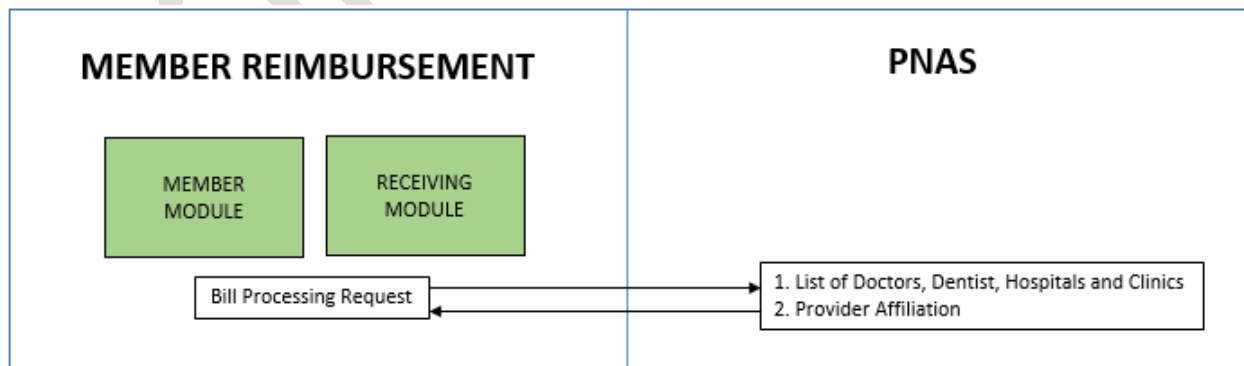 MEMBER REIMBURSEMENT
PNAS
MEMBER
MODULE
RECEIVING
MODULE
Bill Processing Request
1. List of Doctors, Dentist, Hospitals and Clinics
2. Provider Affiliation